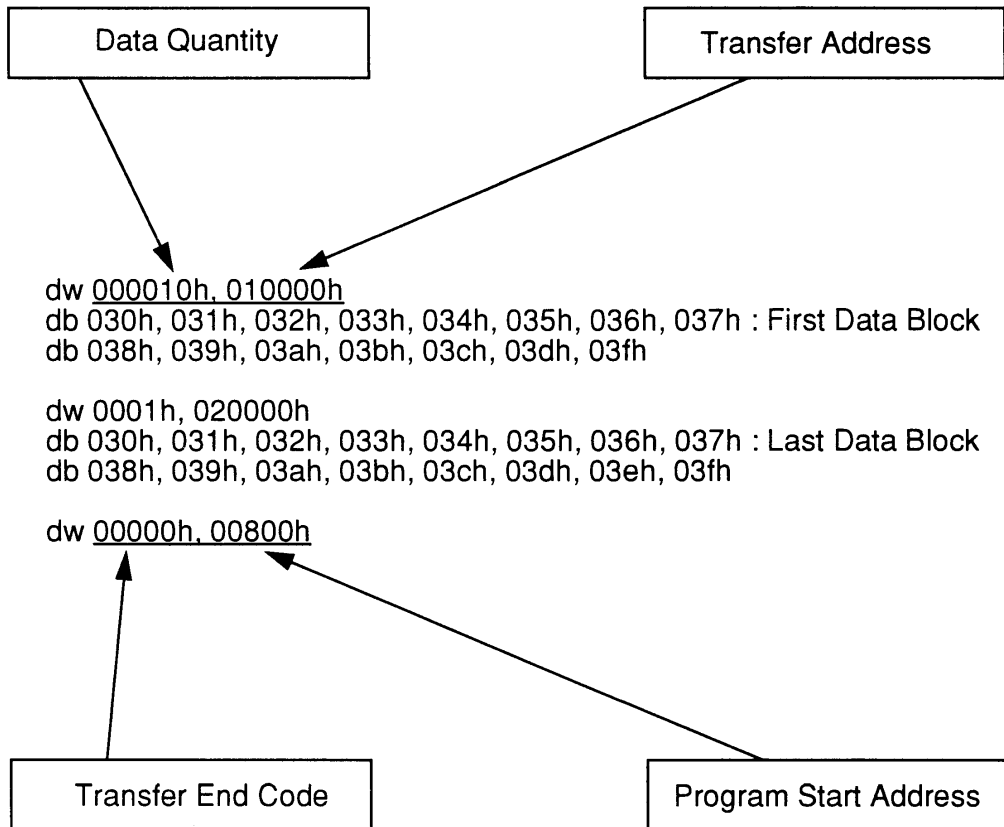 Data Quantity
Transfer Address
dw 000010h, 010000h
db 030h, 031h, 032h, 033h, 034h, 035h, 036h, 037h : First Data Block
db 038h, 039h, 03ah, 03bh, 03ch, 03dh, 03fh
dw 0001h, 020000h
db 030h, 031h, 032h, 033h, 034h, 035h, 036h, 037h : Last Data Block
db 038h, 039h, 03ah, 03bh, 03ch, 03dh, 03eh, 03fh
dw 00000h, 00800h
Transfer End Code
Program Start Address